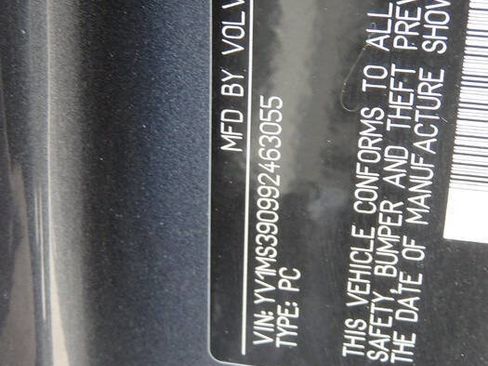 MFD BY VOLV
VIN: YV1MS390992463055
TYPE: PC
THIS VEHICLE CONFORMS TO ALL
SAFETY, BUMPER AND THEFT PREV
THE DATE OF MANUFACTURE SHOW